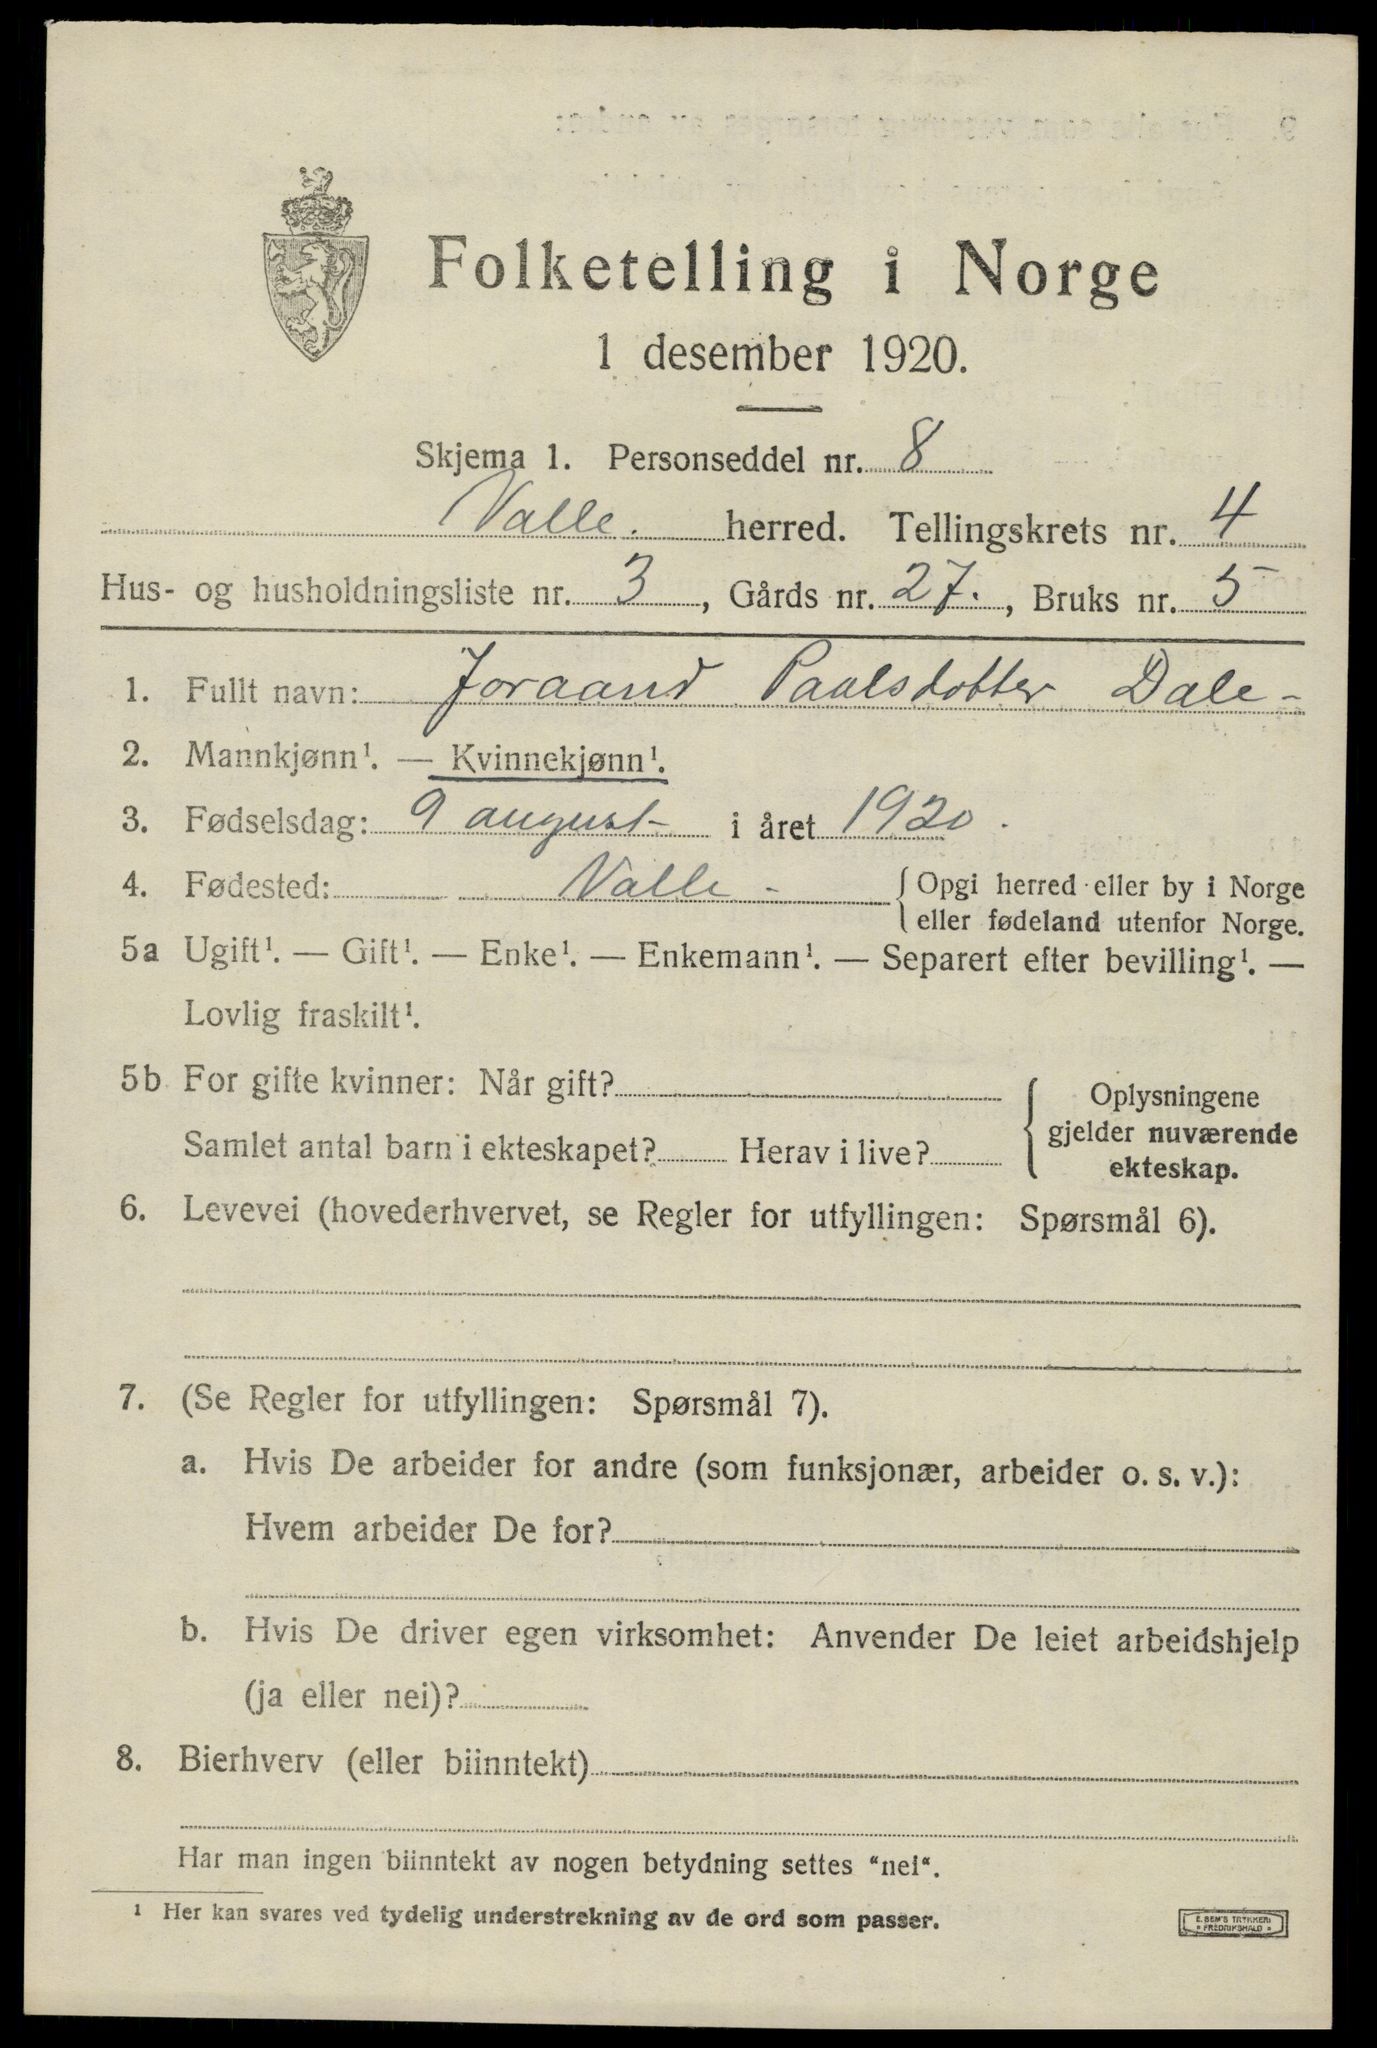 Folketelling i Norge
1 desember 1920.
Skjema 1. Personseddel nr. 8
Valle. herred. Tellingskrets nr. 4
Hus- og husholdningsliste nr. 3, Gårds nr. 27., Bruks nr. 5
1. Fullt navn: Joraand Paalsdotter Dale -
2. Mannkjønn¹. — Kvinnekjønn¹.
3. Fødselsdag: 9 august i året 1920.
4. Fødested: Valle - { Opgi herred eller by i Norge
eller fødeland utenfor Norge.
5a Ugift¹. — Gift¹. — Enke¹. — Enkemann¹. — Separert efter bevilling¹. —
Lovlig fraskilt¹.
5b For gifte kvinner: Når gift?
Samlet antal barn i ekteskapet? Herav i live?
{ Oplysningene
gjelder nuværende
ekteskap.
6. Levevei (hovederhvervet, se Regler for utfyllingen: Spørsmål 6).
7. (Se Regler for utfyllingen: Spørsmål 7).
a. Hvis De arbeider for andre (som funksjonær, arbeider o. s. v.):
Hvem arbeider De for?
b. Hvis De driver egen virksomhet: Anvender De leiet arbeidshjelp
(ja eller nei)?
8. Bierhverv (eller biinntekt)
Har man ingen biinntekt av nogen betydning settes "nei".
¹ Her kan svares ved tydelig understrekning av de ord som passer.
E. SEM'S TRYKKERI
FREDRIKSHALD